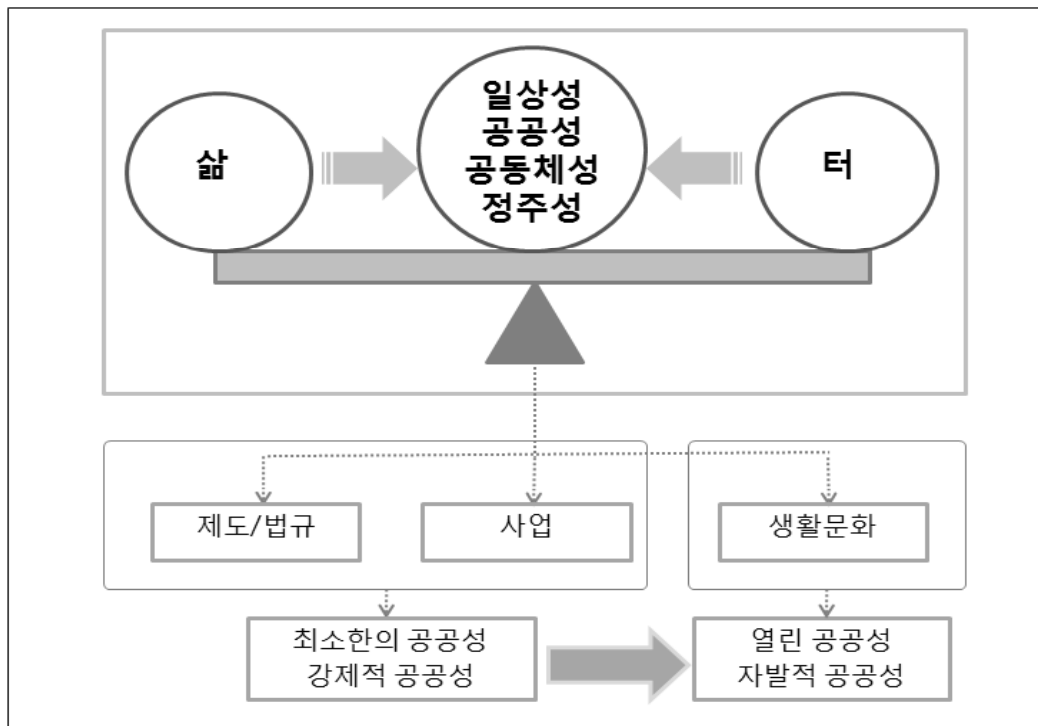 삶
일상성
공공성
공동체성
정주성
터
제도/법규
사업
생활문화
최소한의 공공성
강제적 공공성
열린 공공성
자발적 공공성